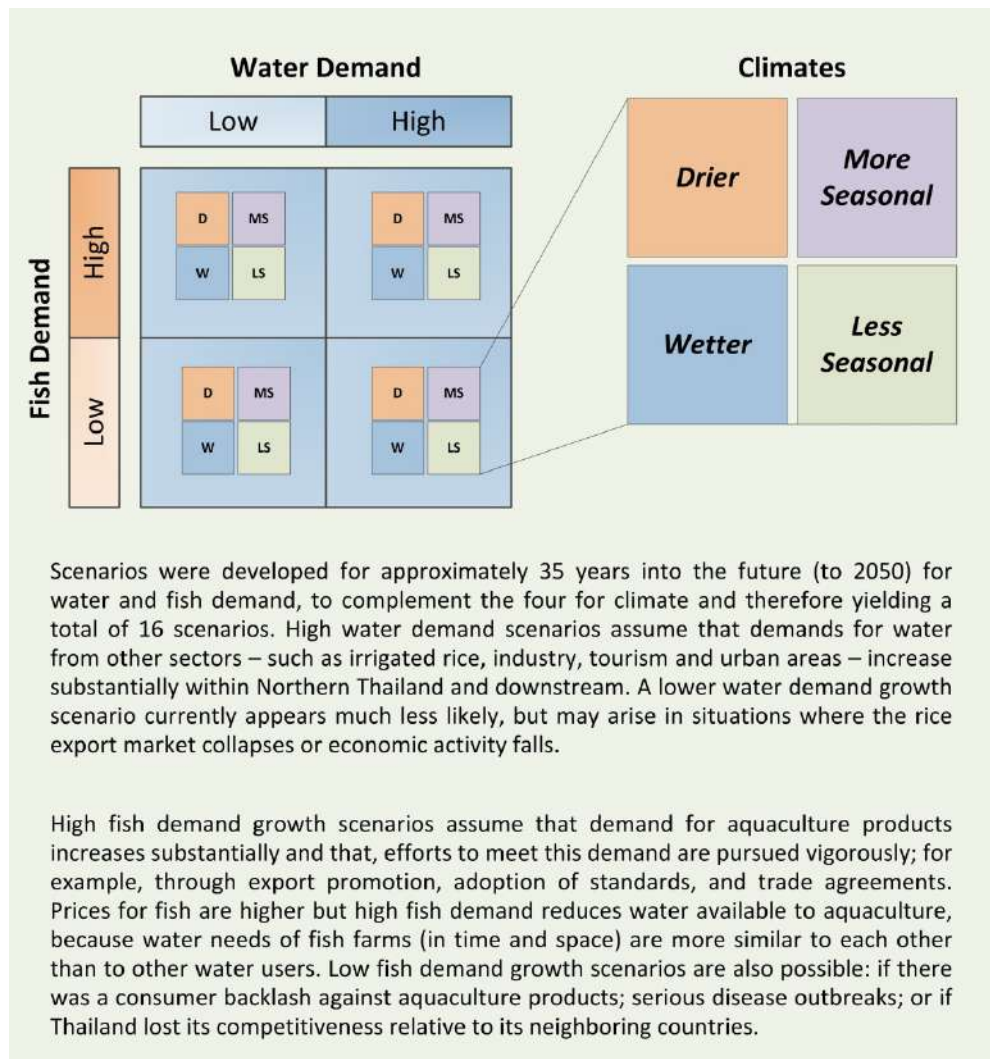 Water Demand
Climates
Low
High
Drier
More
Seasonal
Wetter
Less
Seasonal
Fish Demand
High
Low
D
MS
W
LS
D
MS
W
LS
D
MS
W
LS
D
MS
W
LS
Scenarios were developed for approximately 35 years into the future (to 2050) for
water and fish demand, to complement the four for climate and therefore yielding a
total of 16 scenarios. High water demand scenarios assume that demands for water
from other sectors – such as irrigated rice, industry, tourism and urban areas – increase
substantially within Northern Thailand and downstream. A lower water demand growth
scenario currently appears much less likely, but may arise in situations where the rice
export market collapses or economic activity falls.
High fish demand growth scenarios assume that demand for aquaculture products
increases substantially and that, efforts to meet this demand are pursued vigorously; for
example, through export promotion, adoption of standards, and trade agreements.
Prices for fish are higher but high fish demand reduces water available to aquaculture,
because water needs of fish farms (in time and space) are more similar to each other
than to other water users. Low fish demand growth scenarios are also possible: if there
was a consumer backlash against aquaculture products; serious disease outbreaks; or if
Thailand lost its competitiveness relative to its neighboring countries.